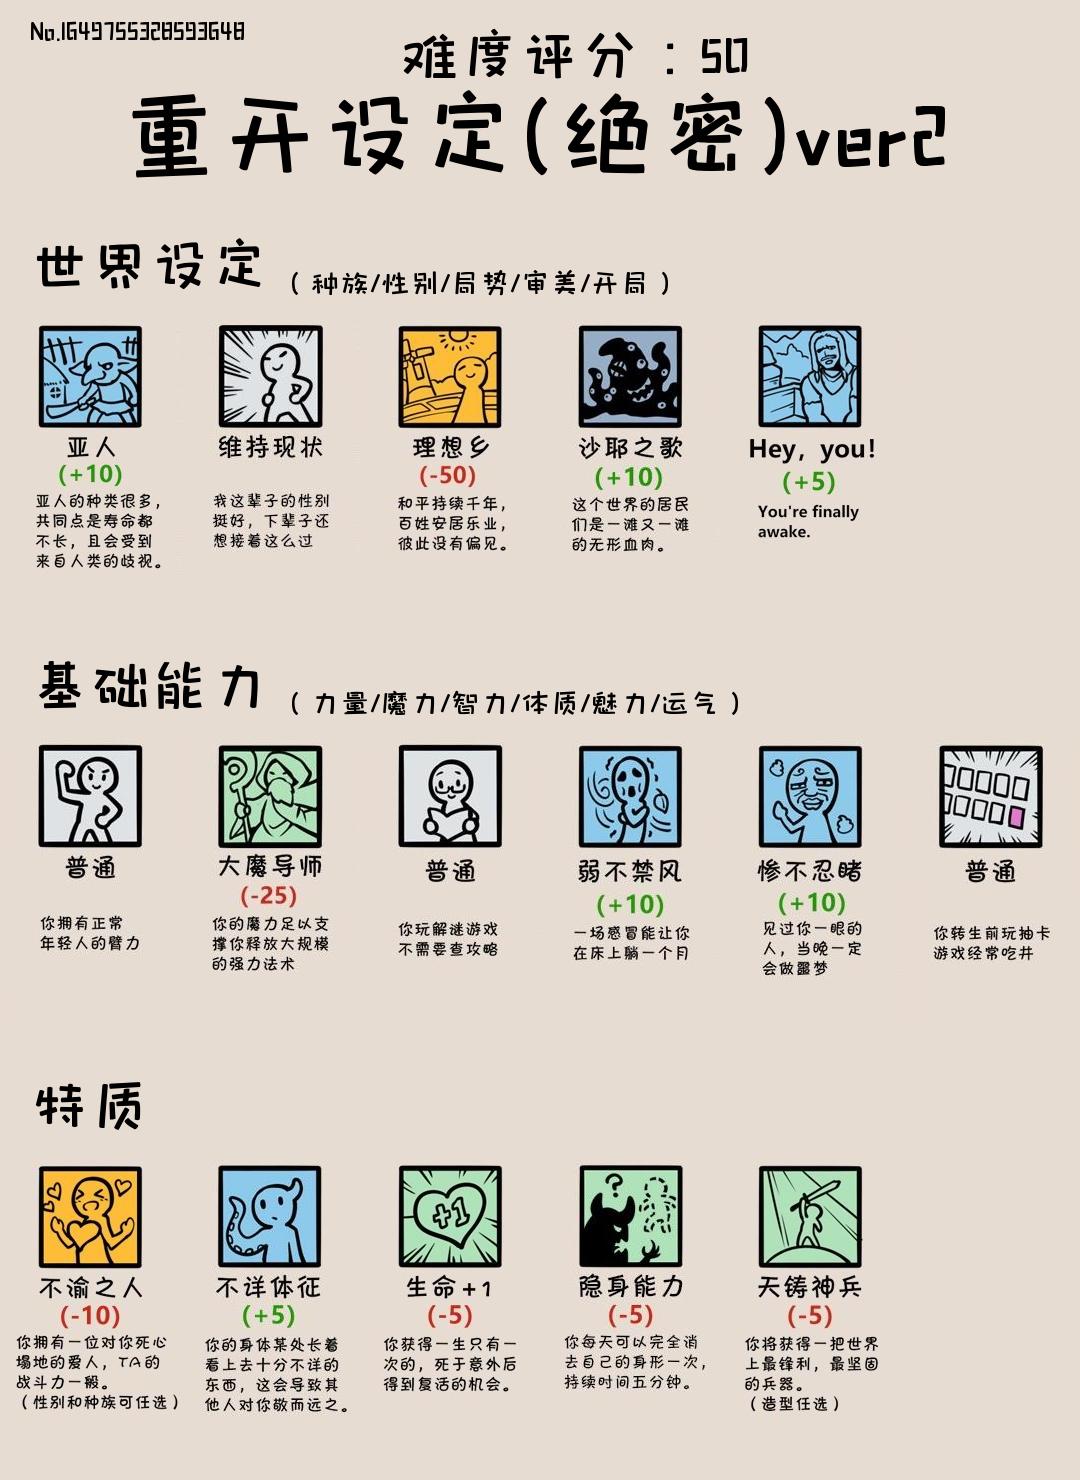 No.1649755328593648
难度评分：50
重开设定(绝密)ver2
世界设定（种族/性别/局势/审美/开局）
亚人
(+10)
亚人的种类很多，
共同点是寿命都
不长，且会受到
来自人类的歧视。
维持现状
我这辈子的性别
挺好，下辈子还
想接着这么过
理想乡
(-50)
和平持续千年，
百姓安居乐业，
彼此没有偏见。
沙耶之歌
(+10)
这个世界的居民
们是一滩又一滩
的无形血肉。
Hey, you!
(+5)
You're finally
awake.
基础能力（力量/魔力/智力/体质/魅力/运气）
普通
你拥有正常
年轻人的臂力
大魔导师
(-25)
你的魔力足以支
撑你释放大规模
的强力法术
普通
你玩解谜游戏
不需要查攻略
弱不禁风
(+10)
一场感冒能让你
在床上躺一个月
惨不忍睹
(+10)
见过你一眼的
人，当晚一定
会做噩梦
普通
你转生前玩抽卡
游戏经常吃井
特质
不渝之人
(-10)
你拥有一位对你死心
塌地的爱人，TA的
战斗力一般。
（性别和种族可任选）
不详体征
(+5)
你的身体某处长着
看上去十分不详的
东西，这会导致其
他人对你敬而远之。
生命+1
+1
(-5)
你获得一生只有一
次的，死于意外后
得到复活的机会。
?
隐身能力
(-5)
你每天可以完全消
去自己的身形一次，
持续时间五分钟。
天铸神兵
(-5)
你将获得一把世界
上最锋利，最坚固
的兵器。
（造型任选）